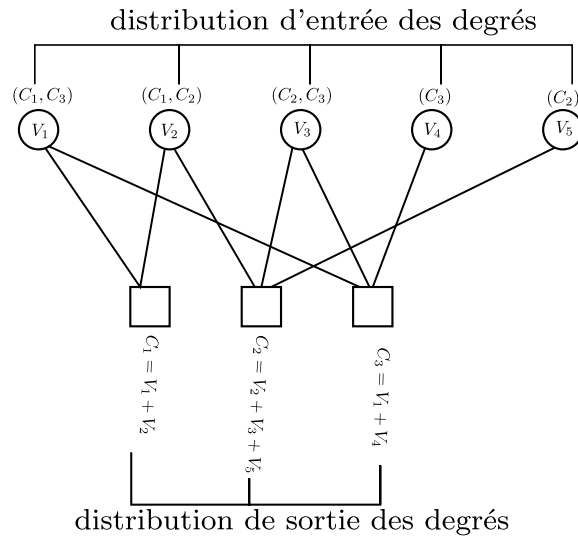 distribution d'entrée des degrés
(C₁, C₃) (C₁, C₂) (C₂, C₃) (C₃) (C₂)
V₁ V₂ V₃ V₄ V₅
C₁ = V₁ + V₂
C₂ = V₂ + V₃ + V₅
C₃ = V₁ + V₄
distribution de sortie des degrés